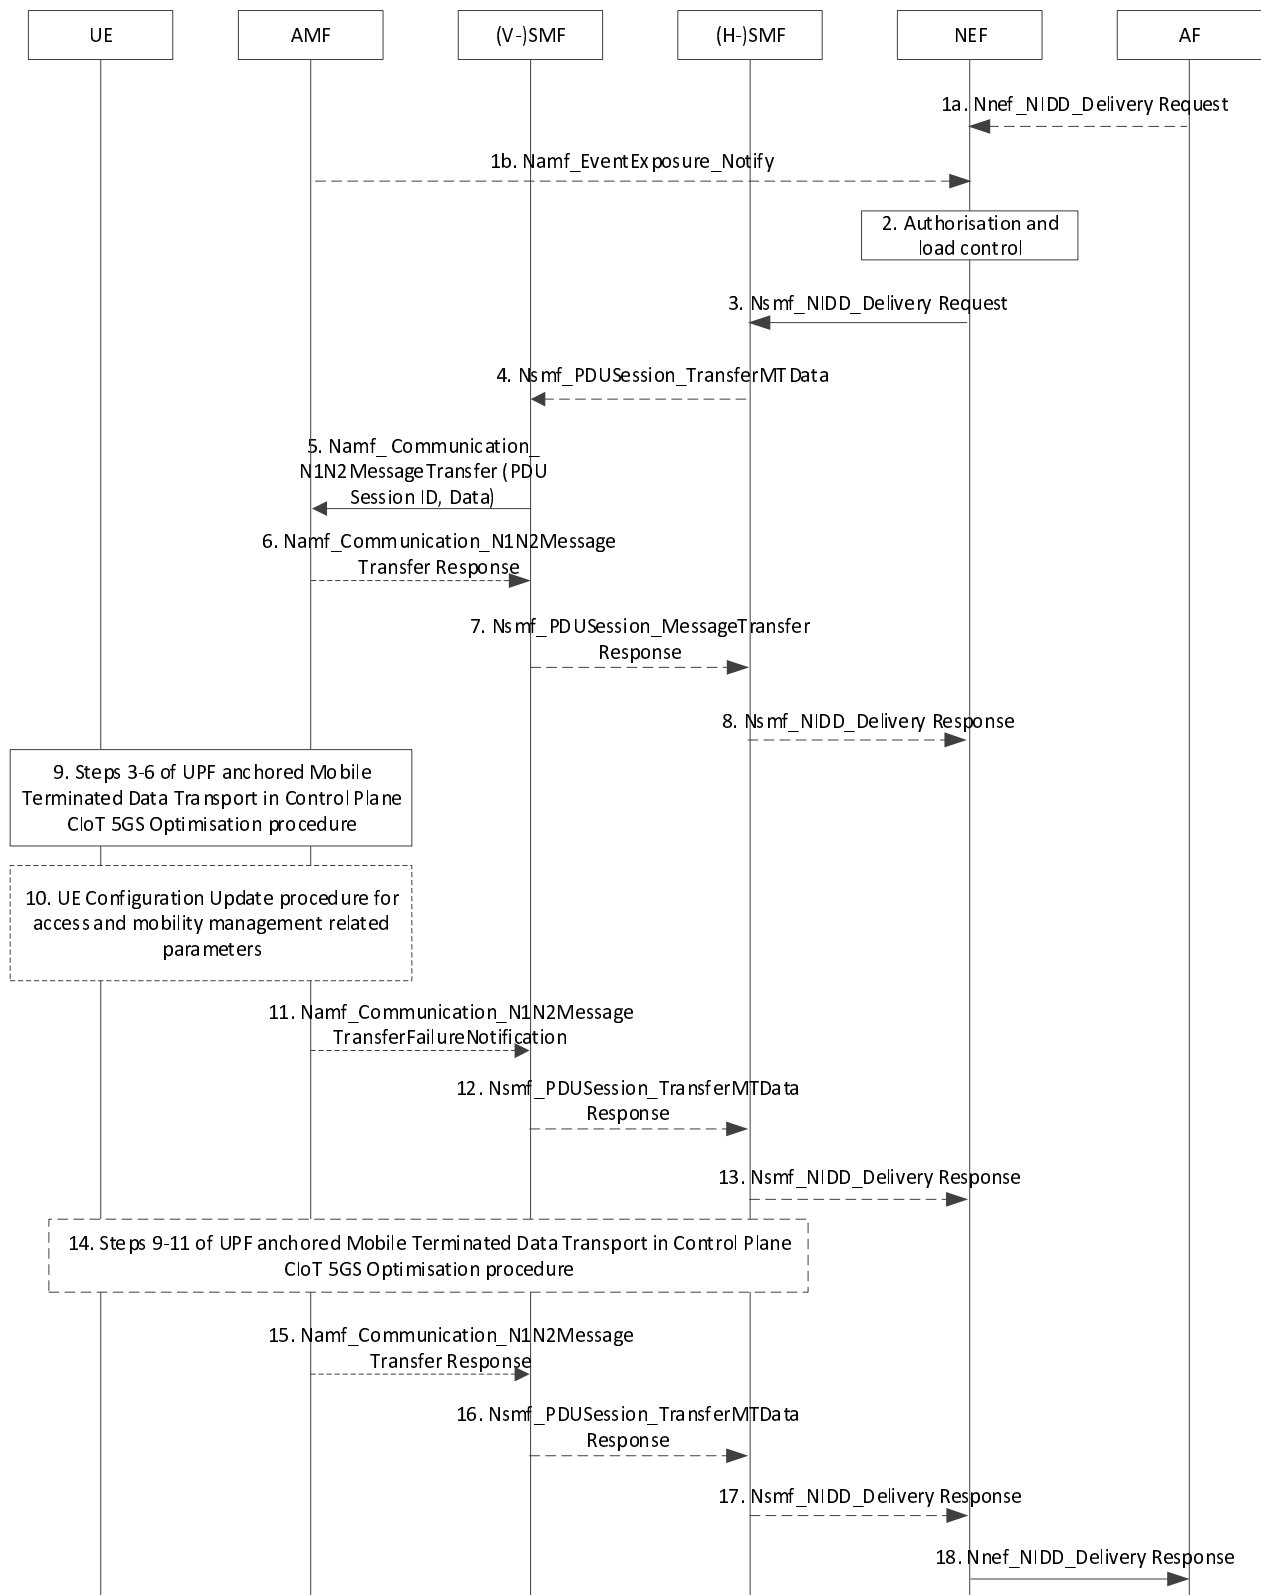 UE
AMF
(V-)SMF
(H-)SMF
NEF
AF
1a. Nnef_NIDD_Delivery Request
1b. Namf_EventExposure_Notify
2. Authorisation and
load control
3. Nsmf_NIDD_Delivery Request
4. Nsmf_PDUSession_TransferMTData
5. Namf_ Communication_
N1N2MessageTransfer (PDU
Session ID, Data)
6. Namf_Communication_N1N2Message
Transfer Response
7. Nsmf_PDUSession_MessageTransfer
Response
8. Nsmf_NIDD_Delivery Response
9. Steps 3-6 of UPF anchored Mobile
Terminated Data Transport in Control Plane
CIoT 5GS Optimisation procedure
10. UE Configuration Update procedure for
access and mobility management related
parameters
11. Namf_Communication_N1N2Message
TransferFailureNotification
12. Nsmf_PDUSession_TransferMTData
Response
13. Nsmf_NIDD_Delivery Response
14. Steps 9-11 of UPF anchored Mobile Terminated Data Transport in Control Plane
CIoT 5GS Optimisation procedure
15. Namf_Communication_N1N2Message
Transfer Response
16. Nsmf_PDUSession_TransferMTData
Response
17. Nsmf_NIDD_Delivery Response
18. Nnef_NIDD_Delivery Response